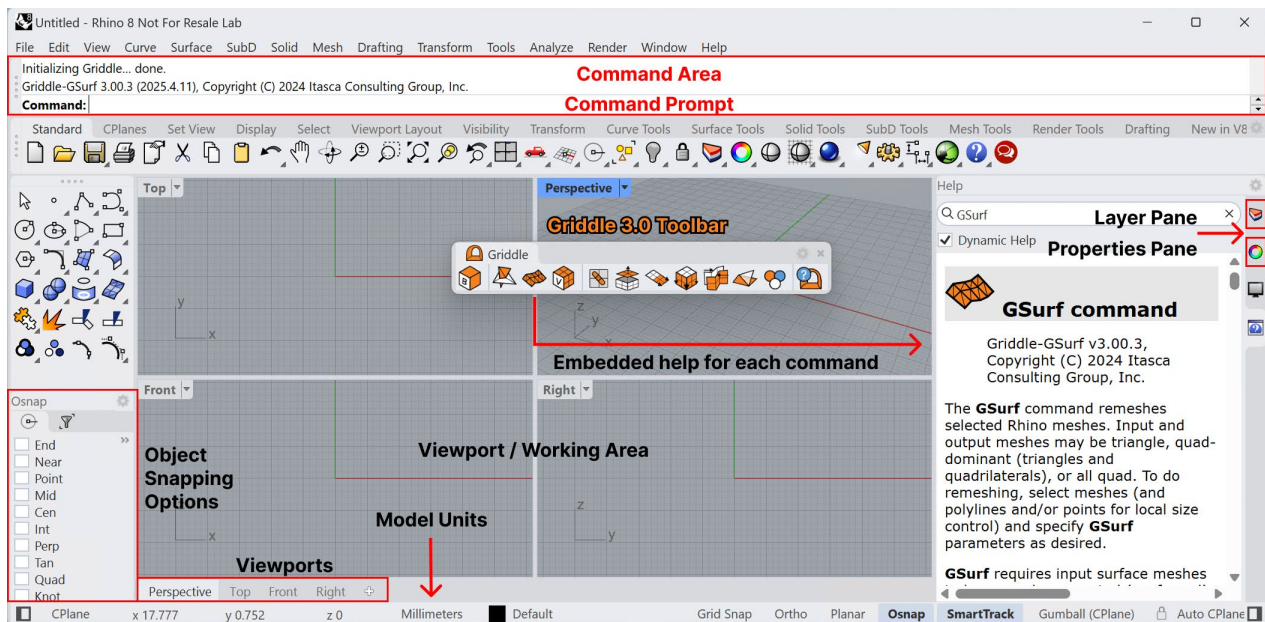 Untitled - Rhino 8 Not For Resale Lab
File Edit View Curve Surface SubD Solid Mesh Drafting Transform Tools Analyze Render Window Help
Initializing Griddle... done.
Command Area
Griddle-GSurf 3.00.3 (2025.4.11), Copyright (C) 2024 Itasca Consulting Group, Inc.
Command:
Command Prompt
Standard CPlanes Set View Display Select Viewport Layout Visibility Transform Curve Tools Surface Tools Solid Tools SubD Tools Mesh Tools Render Tools Drafting New in V8
Top
Perspective
Griddle 3.0 Toolbar
Griddle
B
V
y
x
z
y
x
Embedded help for each command
Help
GSurf
Layer Pane
Dynamic Help
Properties Pane
GSurf command
Griddle-GSurf v3.00.3,
Copyright (C) 2024 Itasca
Consulting Group, Inc.
The GSurf command remeshes
selected Rhino meshes. Input and
output meshes may be triangle, quad-
dominant (triangles and
quadrilaterals), or all quad. To do
remeshing, select meshes (and
polylines and/or points for local size
control) and specify GSurf
parameters as desired.
GSurf requires input surface meshes
Osnap
End
Near
Point
Mid
Cen
Int
Perp
Tan
Quad
Knot
Object
Snapping
Options
Front
Right
Viewport / Working Area
x
z
y
Model Units
Viewports
Perspective Top Front Right
CPlane x 17.777 y 0.752 z 0 Millimeters Default Grid Snap Ortho Planar Osnap SmartTrack Gumball (CPlane) Auto CPlane